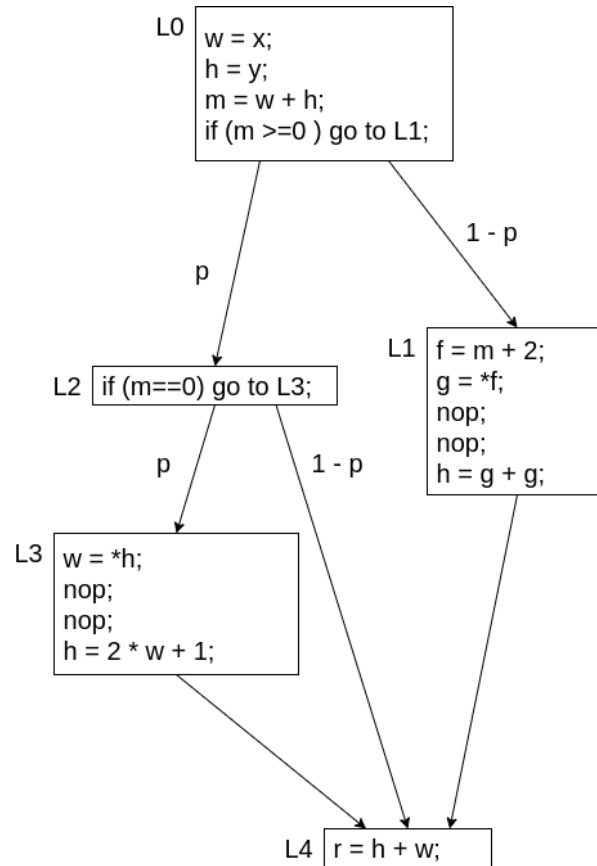 L0
w = x;
h = y;
m = w + h;
if (m >=0 ) go to L1;
p
1 - p
L1
f = m + 2;
g = *f;
nop;
nop;
h = g + g;
L2
if (m==0) go to L3;
p
1 - p
L3
w = *h;
nop;
nop;
h = 2 * w + 1;
L4
r = h + w;